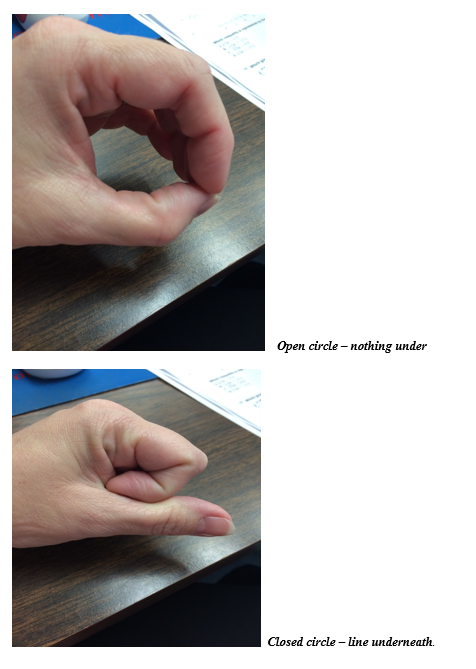 Open circle – nothing under
Closed circle – line underneath.